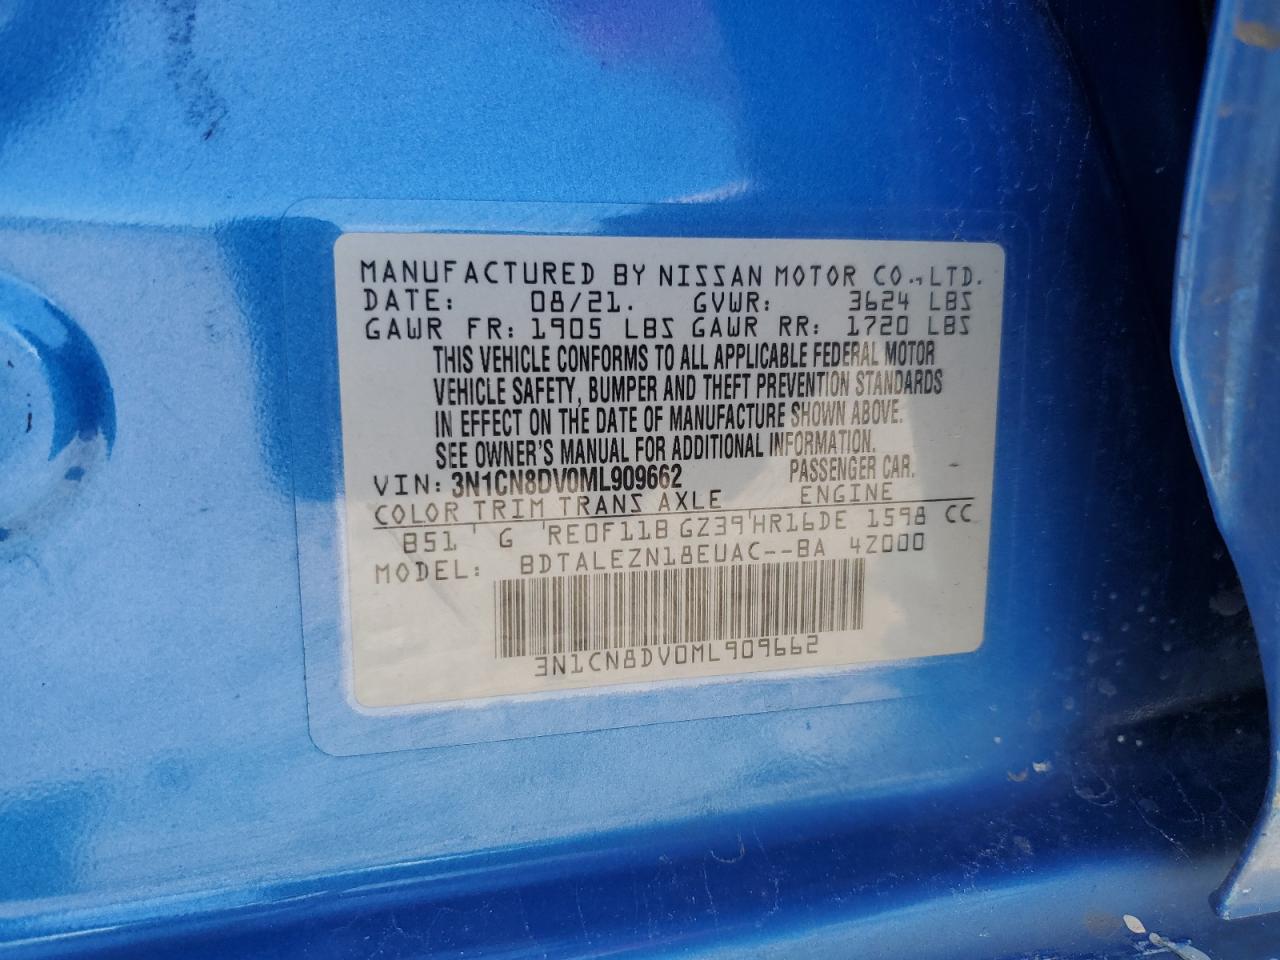 MANUFACTURED BY NISSAN MOTOR CO.,LTD.
DATE: 08/21. GVWR: 3624 LBS
GAWR FR: 1905 LBS GAWR RR: 1720 LBS
THIS VEHICLE CONFORMS TO ALL APPLICABLE FEDERAL MOTOR
VEHICLE SAFETY, BUMPER AND THEFT PREVENTION STANDARDS
IN EFFECT ON THE DATE OF MANUFACTURE SHOWN ABOVE.
SEE OWNER'S MANUAL FOR ADDITIONAL INFORMATION.
VIN: 3N1CN8DV0ML909662 PASSENGER CAR.
COLOR TRIM TRANS AXLE ENGINE
B51 G RE0F11B GZ39 HR16DE 1598 CC
MODEL: BDTALEZN18EUAC--BA 4Z000
3N1CN8DV0ML909662